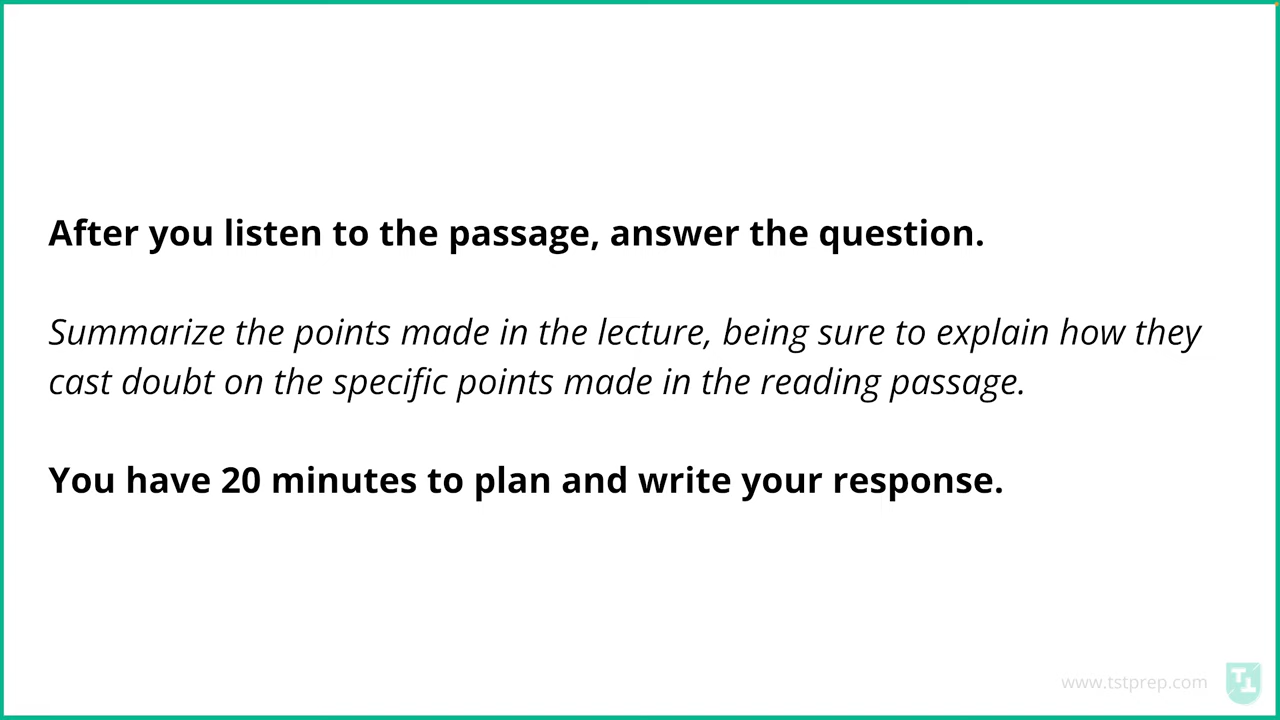 After you listen to the passage, answer the question.
Summarize the points made in the lecture, being sure to explain how they
cast doubt on the specific points made in the reading passage.
You have 20 minutes to plan and write your response.
www.tstprep.com